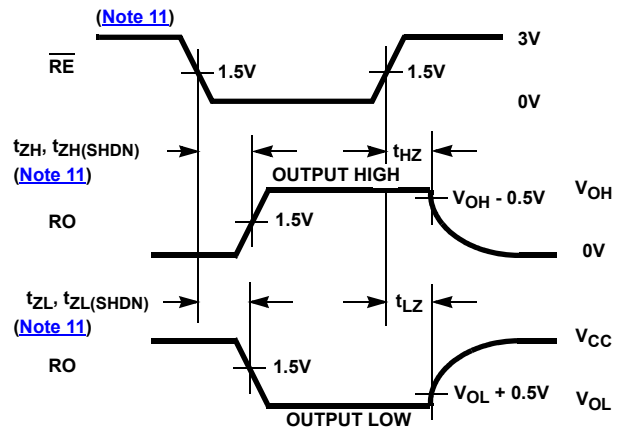 (Note 11)
RE
3V
1.5V
1.5V
0V
tZH, tZH(SHDN)
(Note 11)
tHZ
OUTPUT HIGH
VOH - 0.5V
VOH
RO
1.5V
0V
tZL, tZL(SHDN)
(Note 11)
tLZ
VCC
RO
1.5V
VOL + 0.5V
VOL
OUTPUT LOW